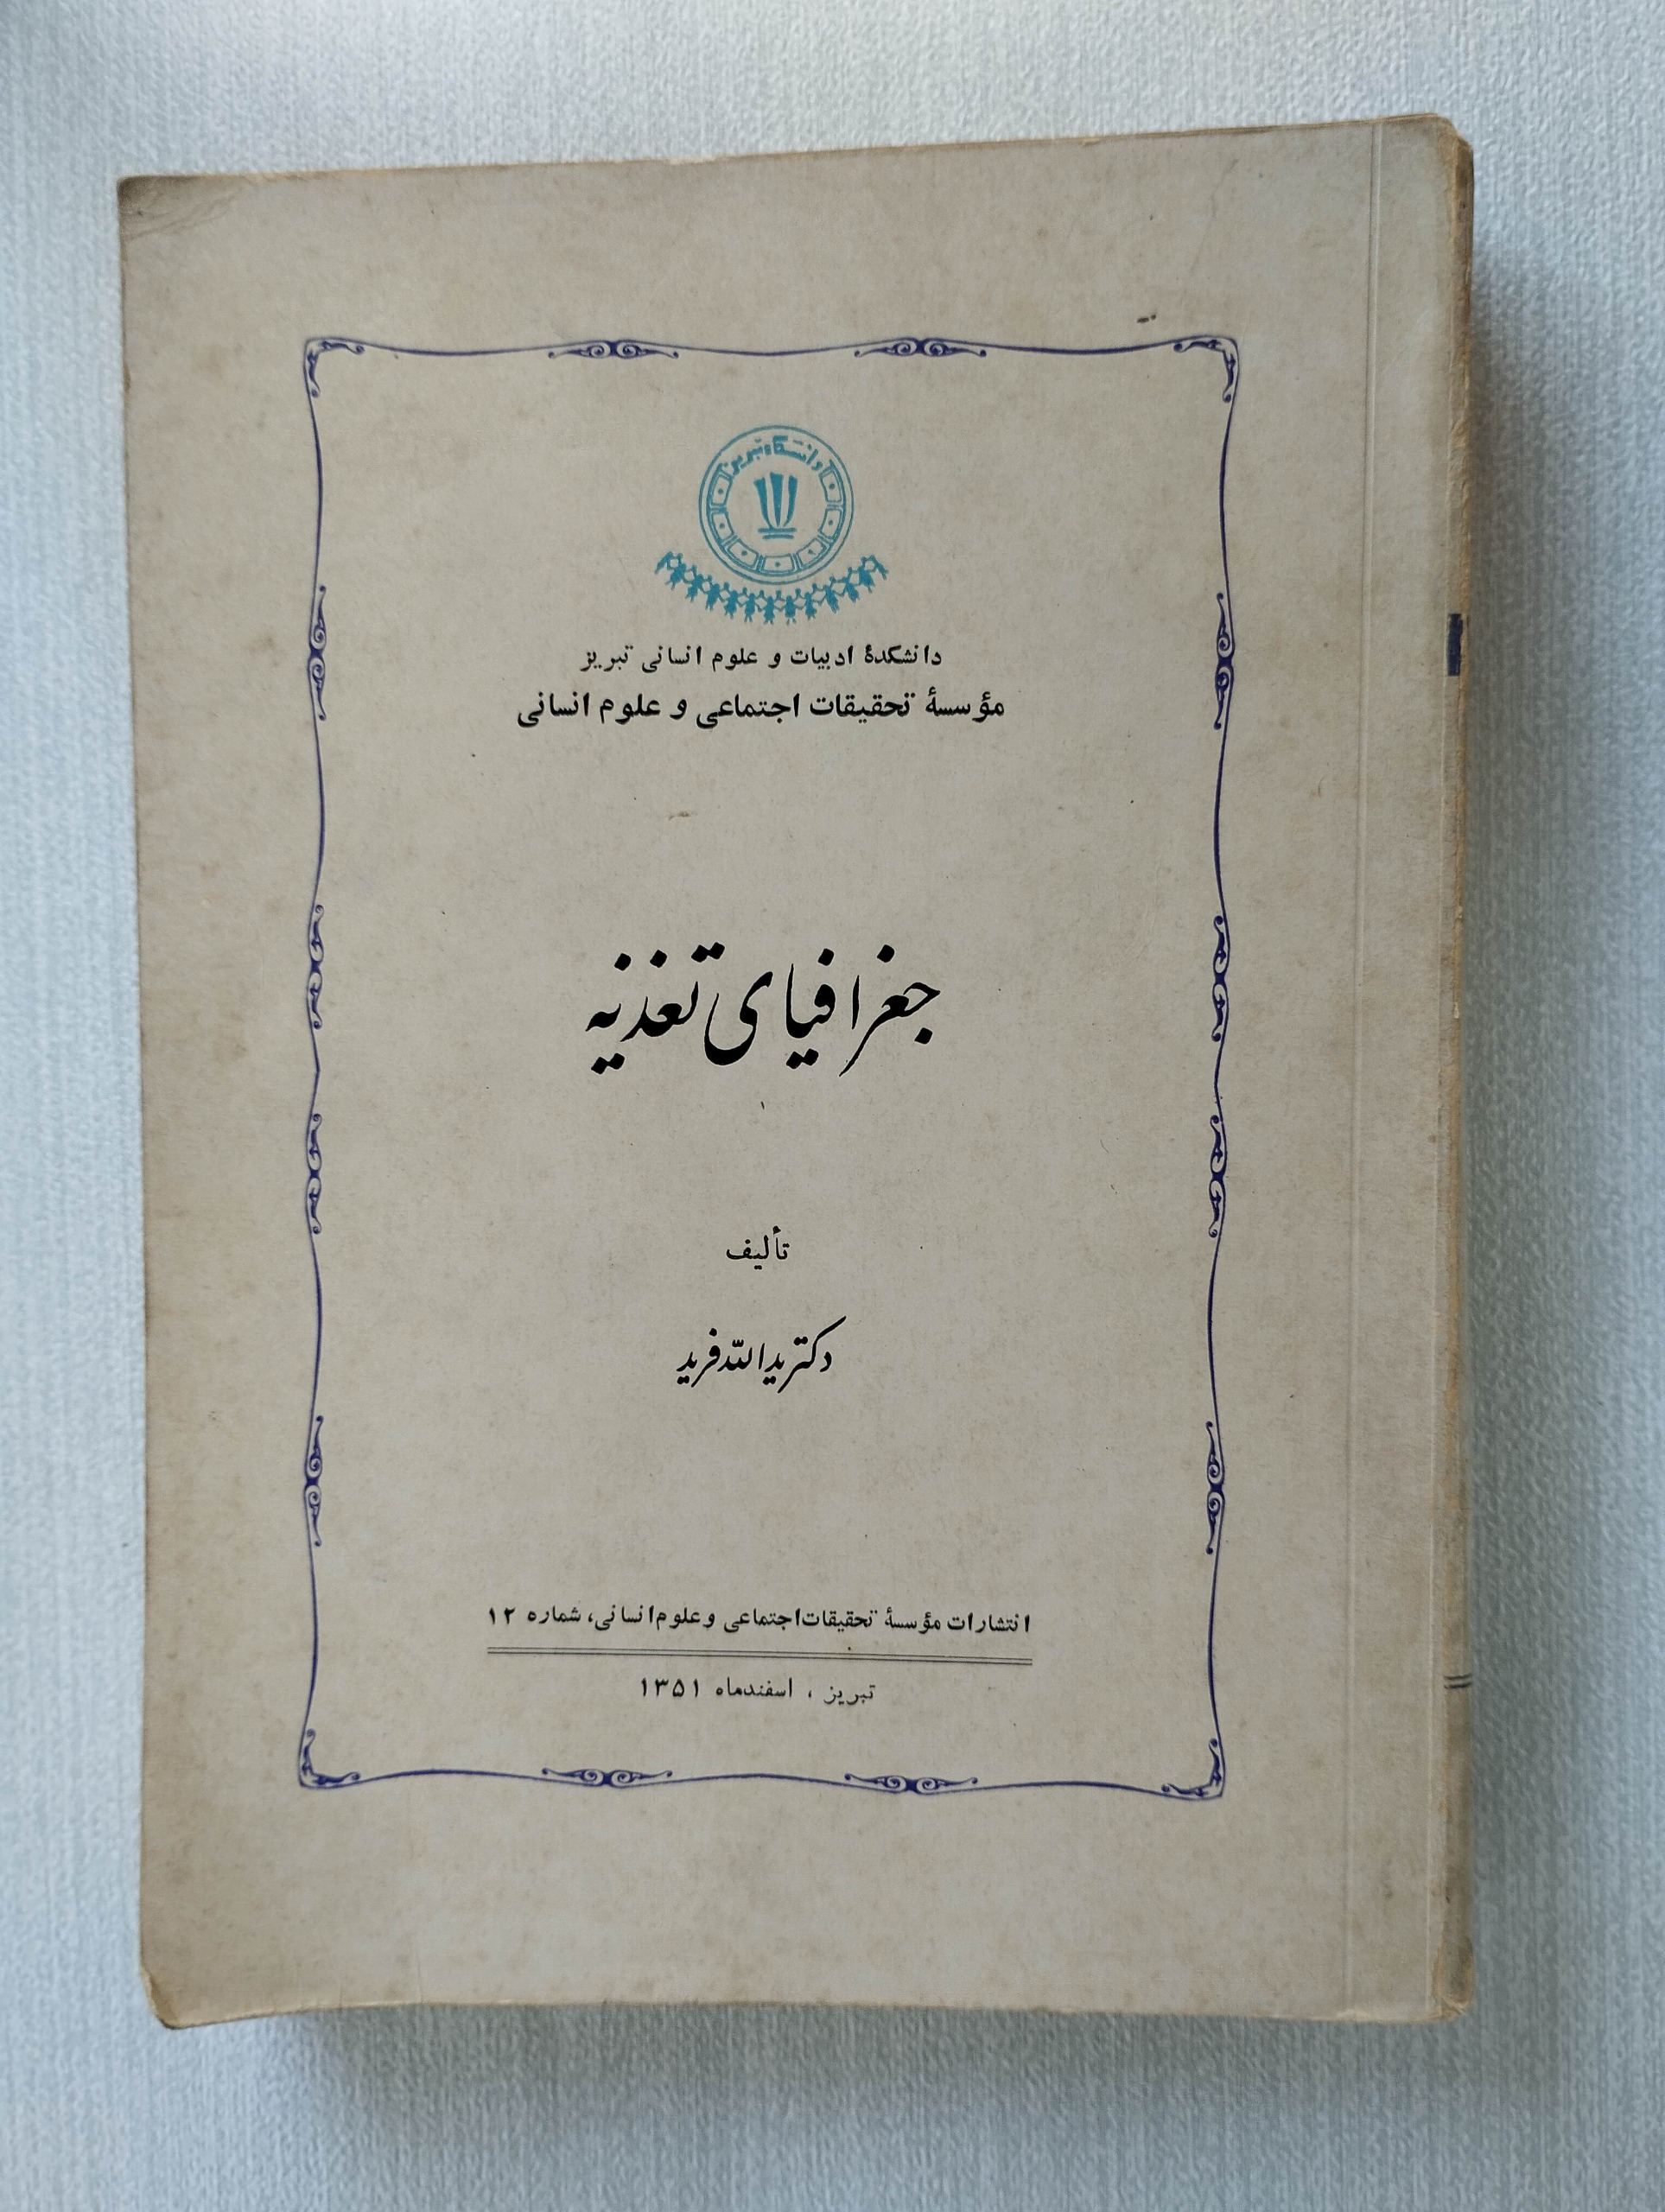 دانشگاه تبریز
دانشکدهٔ ادبیات و علوم انسانی تبریز
مؤسسهٔ تحقیقات اجتماعی و علوم انسانی
جغرافیای تغذیه
تألیف
دکتر یدالله فرید
انتشارات مؤسسهٔ تحقیقات اجتماعی و علوم انسانی، شماره ۱۲
تبریز ، اسفندماه ۱۳۵۱